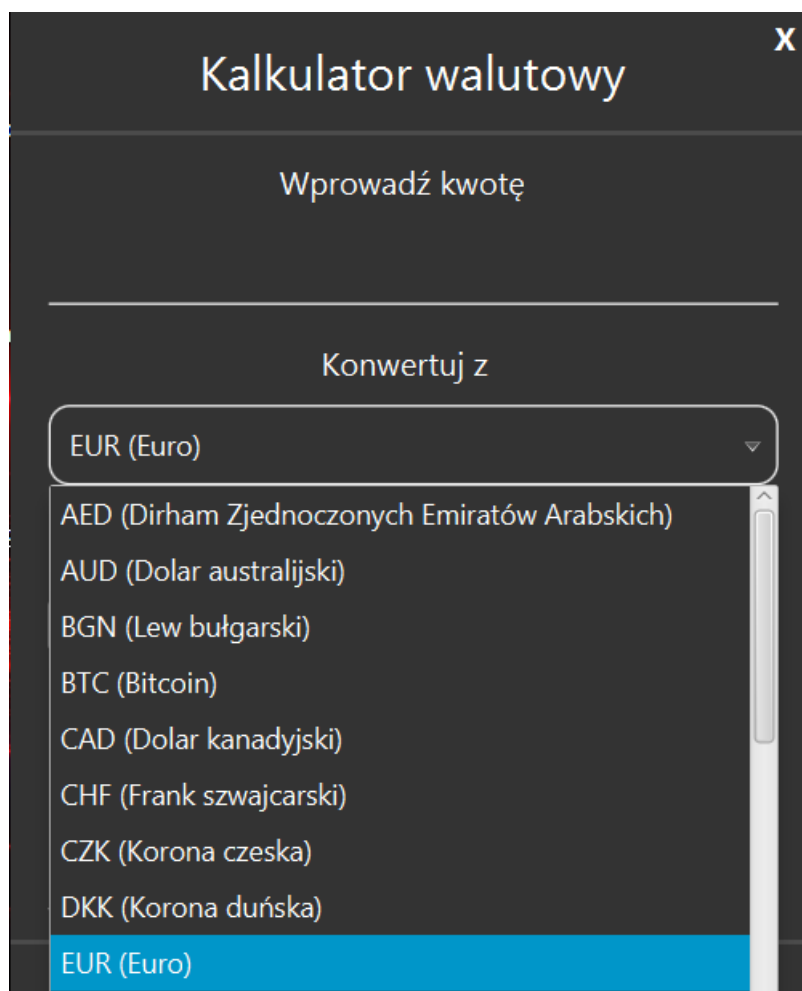 X
Kalkulator walutowy
Wprowadź kwotę
Konwertuj z
EUR (Euro)
AED (Dirham Zjednoczonych Emiratów Arabskich)
AUD (Dolar australijski)
BGN (Lew bułgarski)
BTC (Bitcoin)
CAD (Dolar kanadyjski)
CHF (Frank szwajcarski)
CZK (Korona czeska)
DKK (Korona duńska)
EUR (Euro)